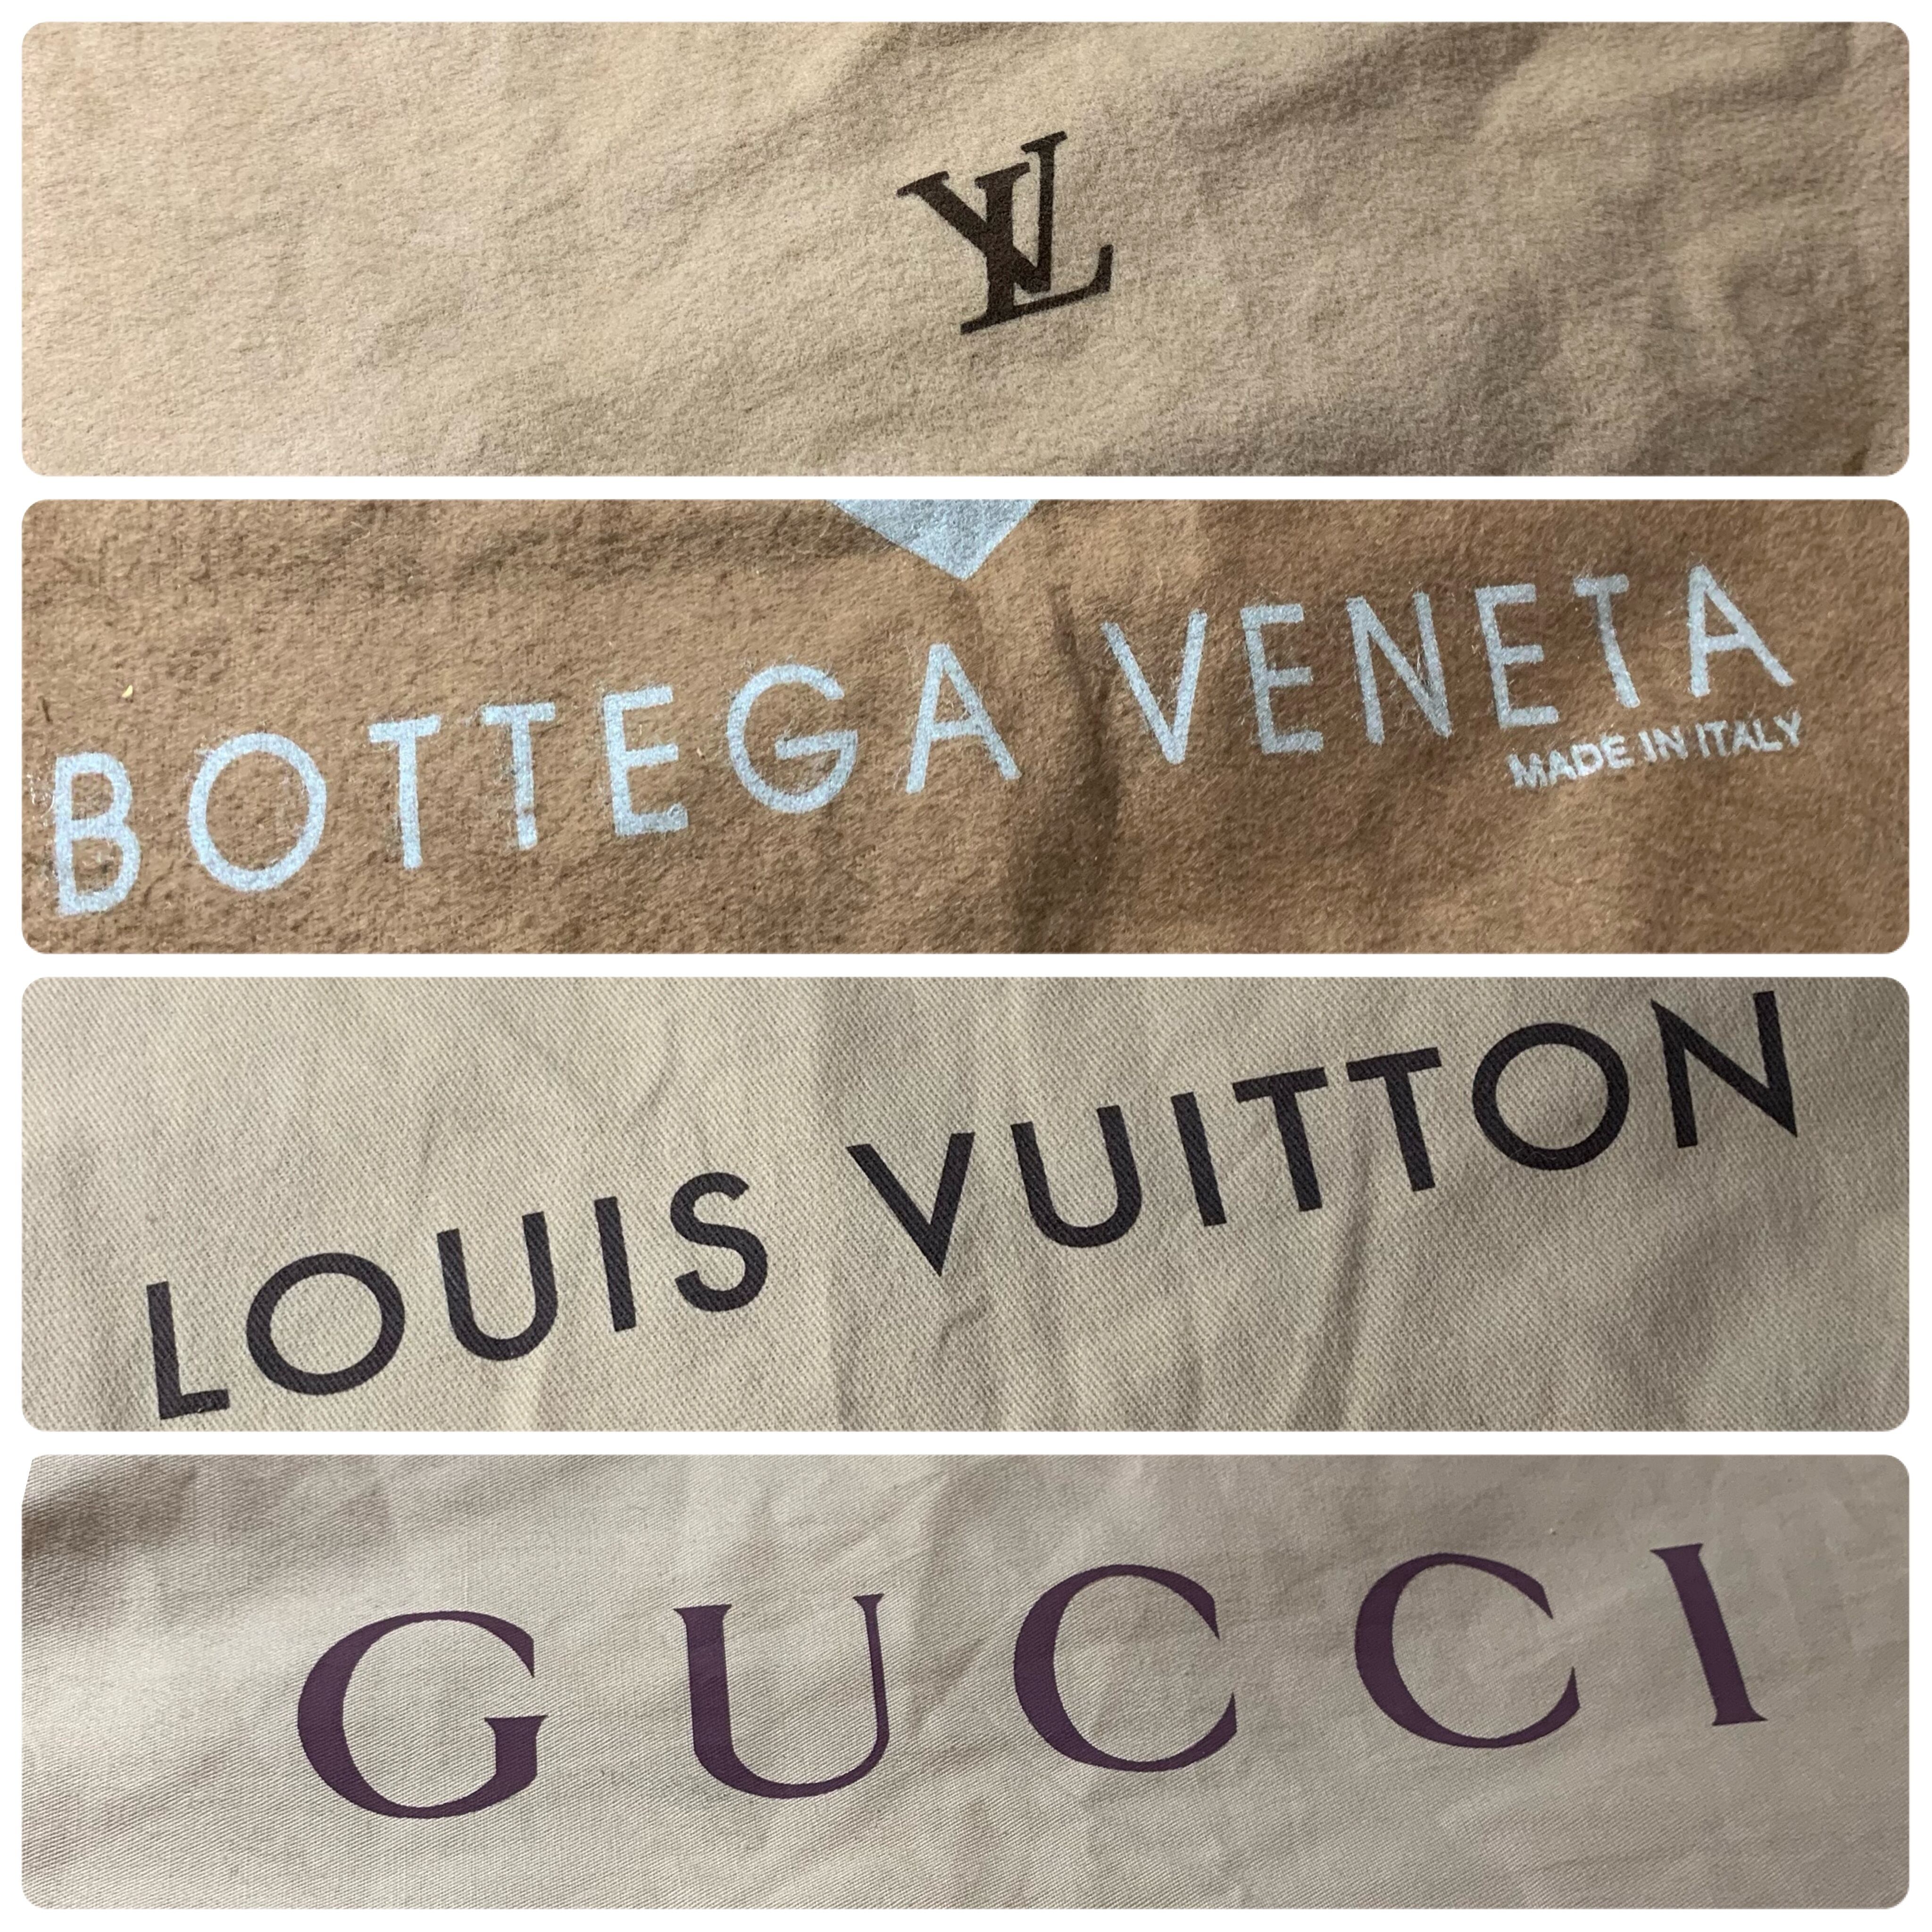 LV
BOTTEGA VENETA
MADE IN ITALY
LOUIS VUITTON
GUCCI